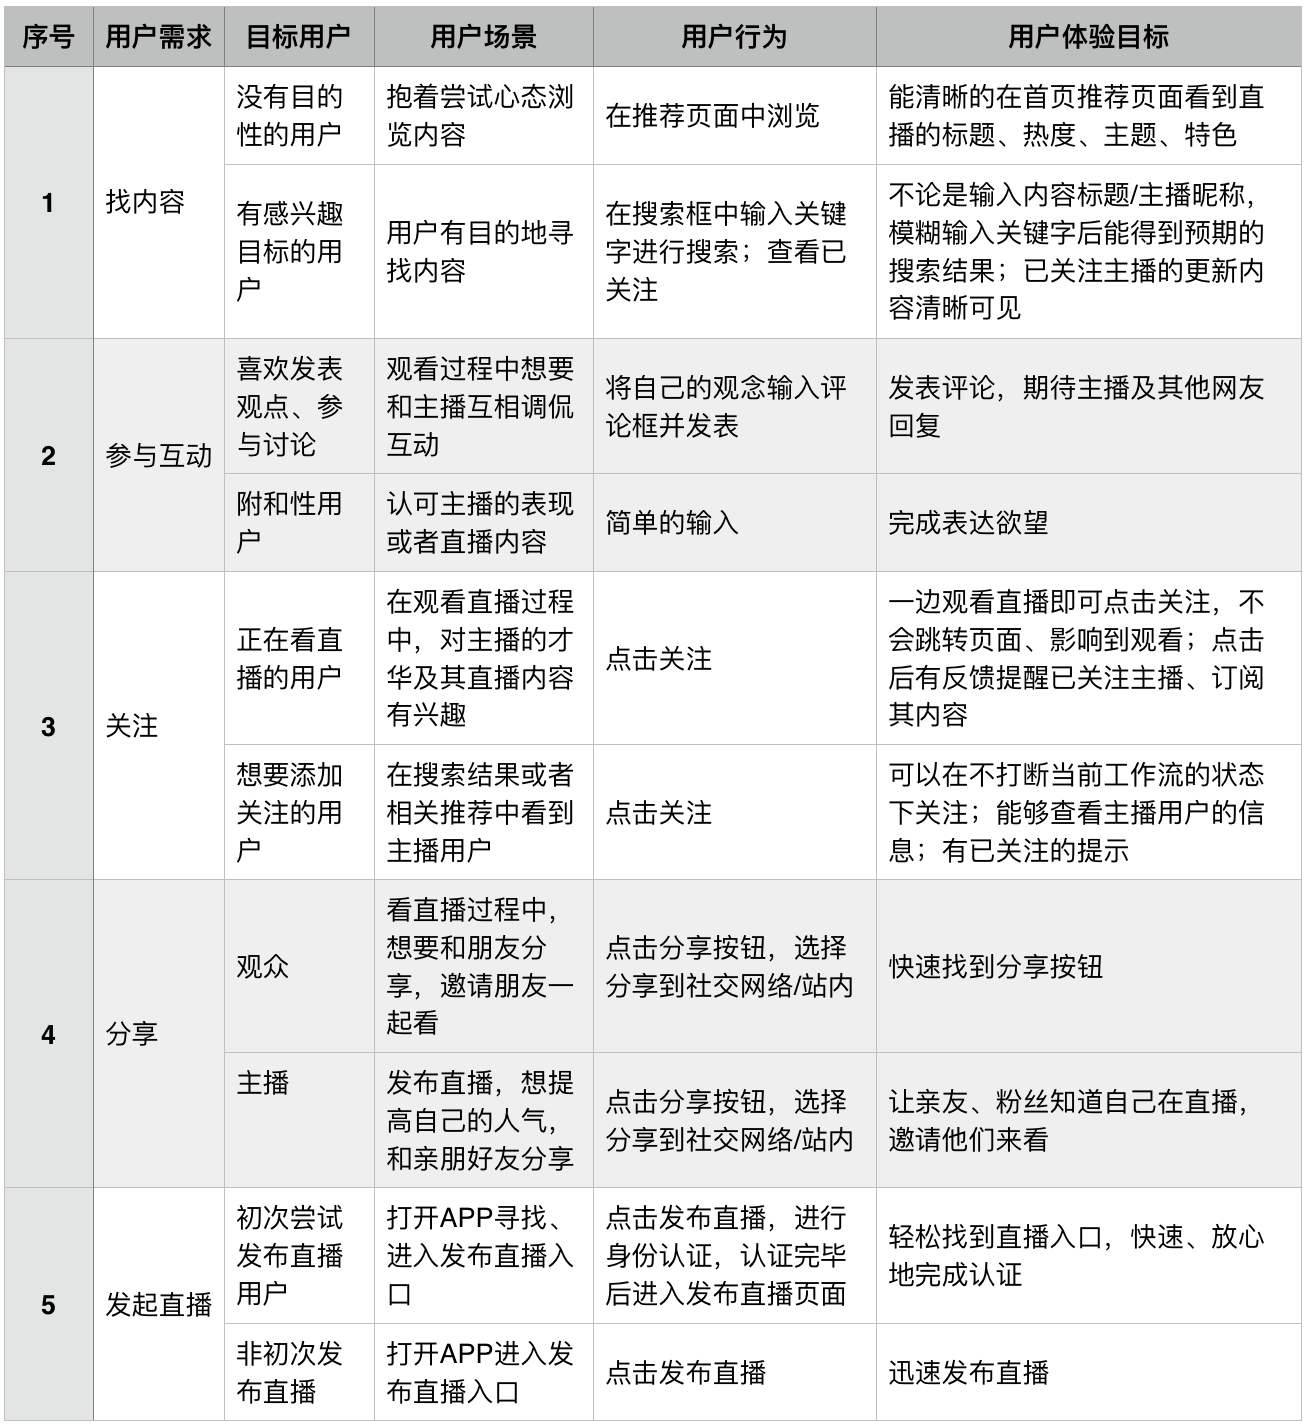 序号 用户需求 目标用户 用户场景 用户行为 用户体验目标
1
找内容
没有目的
性的用户
抱着尝试心态浏
览内容
在推荐页面中浏览
能清晰的在首页推荐页面看到直
播的标题、热度、主题、特色
有感兴趣
目标的用
户
用户有目的地寻
找内容
在搜索框中输入关键
字进行搜索；查看已
关注
不论是输入内容标题/主播昵称，
模糊输入关键字后能得到预期的
搜索结果；已关注主播的更新内
容清晰可见
2
参与互动
喜欢发表
观点、参
与讨论
观看过程中想要
和主播互相调侃
互动
将自己的观念输入评
论框并发表
发表评论，期待主播及其他网友
回复
附和性用
户
认可主播的表现
或者直播内容
简单的输入
完成表达欲望
3
关注
正在看直
播的用户
在观看直播过程
中，对主播的才
华及其直播内容
有兴趣
点击关注
一边观看直播即可点击关注，不
会跳转页面、影响到观看；点击
后有反馈提醒已关注主播、订阅
其内容
想要添加
关注的用
户
在搜索结果或者
相关推荐中看到
主播用户
点击关注
可以在不打断当前工作流的状态
下关注；能够查看主播用户的信
息；有已关注的提示
4
分享
观众
看直播过程中，
想要和朋友分
享，邀请朋友一
起看
点击分享按钮，选择
分享到社交网络/站内
快速找到分享按钮
主播
发布直播，想提
高自己的人气，
和亲朋好友分享
点击分享按钮，选择
分享到社交网络/站内
让亲友、粉丝知道自己在直播，
邀请他们来看
5
发起直播
初次尝试
发布直播
用户
打开APP寻找、
进入发布直播入
口
点击发布直播，进行
身份认证，认证完毕
后进入发布直播页面
轻松找到直播入口，快速、放心
地完成认证
非初次发
布直播
打开APP进入发
布直播入口
点击发布直播
迅速发布直播